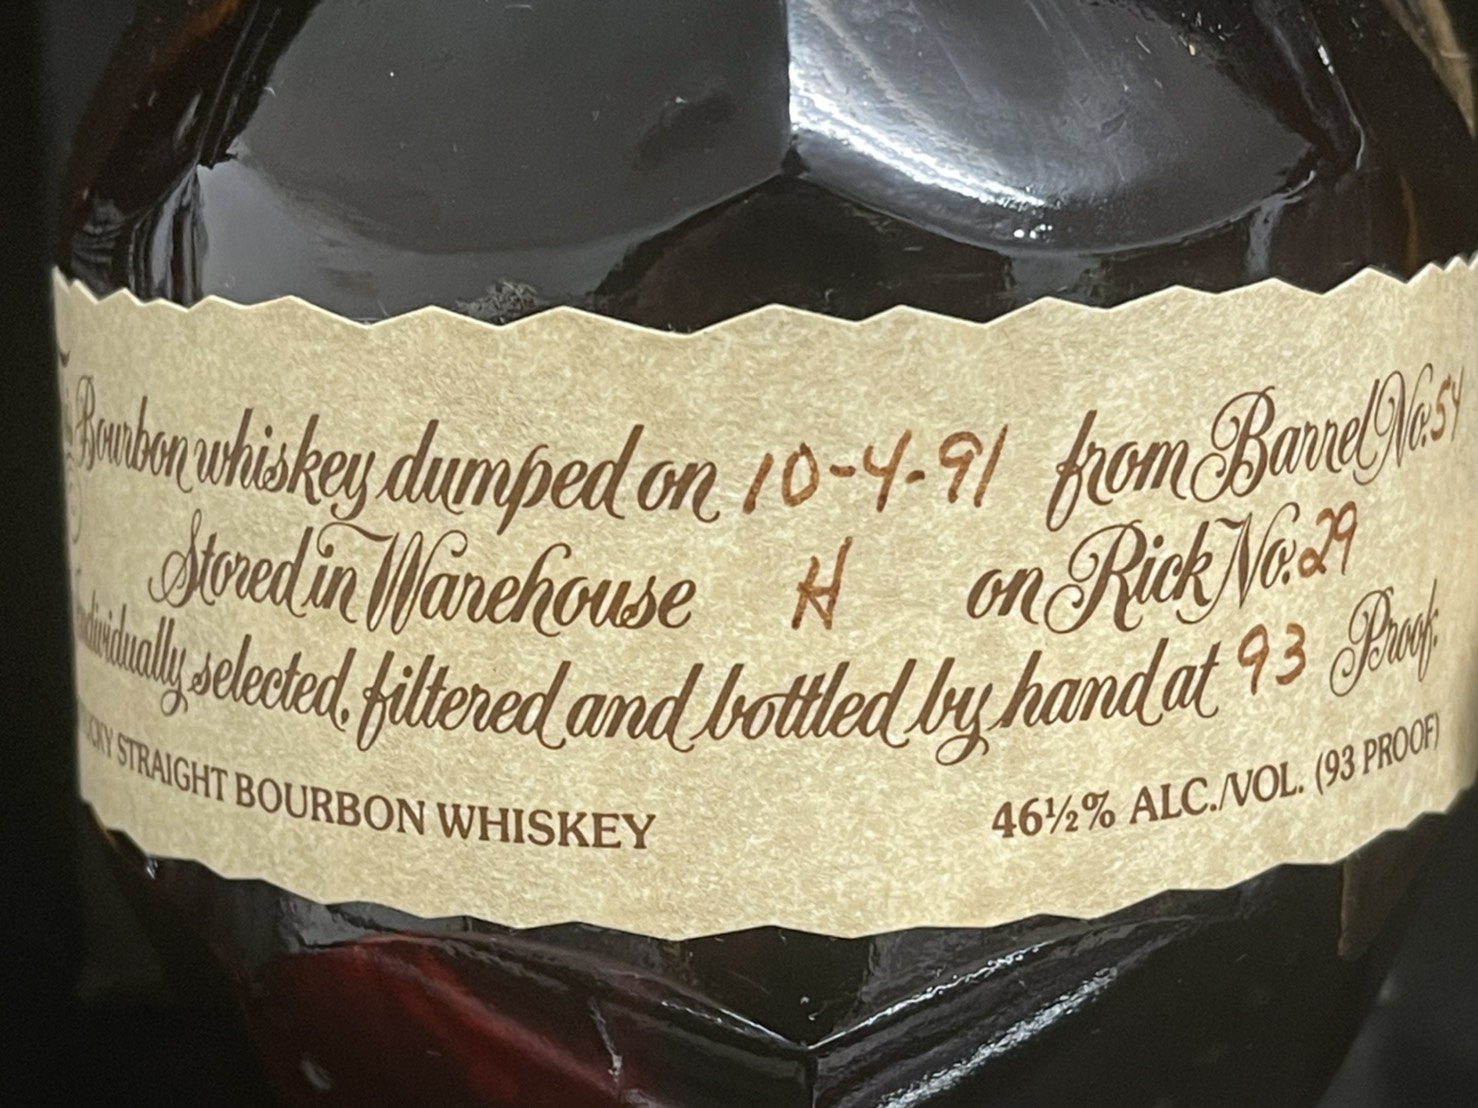 Bourbon whiskey dumped on 10-4-91 from Barrel No. 54
Stored in Warehouse H on Rick No. 29
Individually selected, filtered and bottled by hand at 93 Proof.
STRAIGHT BOURBON WHISKEY 46½% ALC./VOL. (93 PROOF)